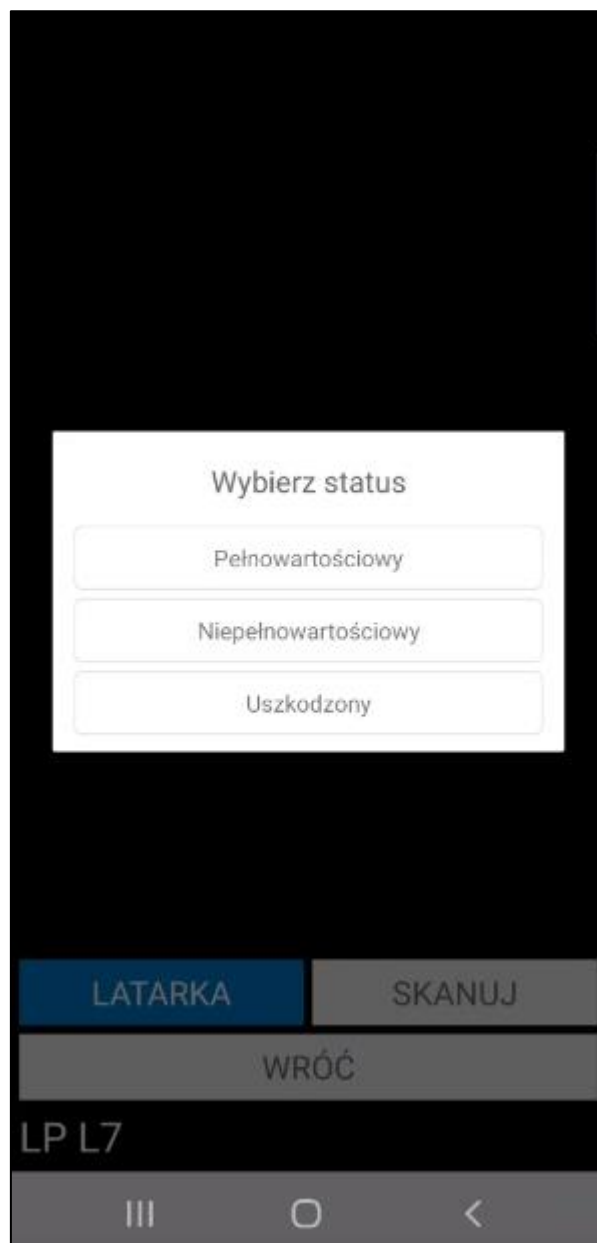 Wybierz status
Pełnowartościowy
Niepełnowartościowy
Uszkodzony
LATARKA SKANUJ
WRÓĆ
LP L7